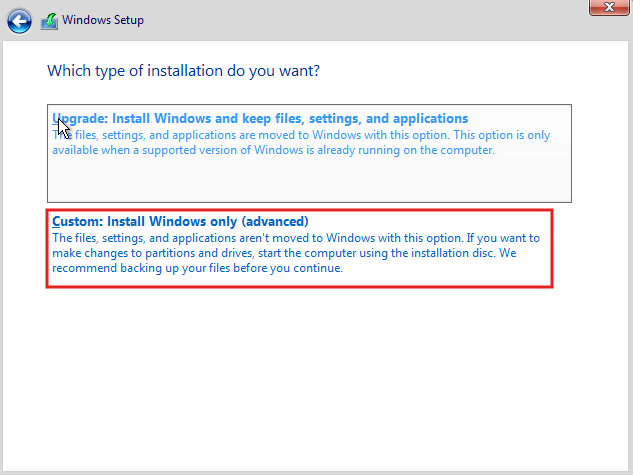 Windows Setup
Which type of installation do you want?
Upgrade: Install Windows and keep files, settings, and applications
The files, settings, and applications are moved to Windows with this option. This option is only
available when a supported version of Windows is already running on the computer.
Custom: Install Windows only (advanced)
The files, settings, and applications aren't moved to Windows with this option. If you want to
make changes to partitions and drives, start the computer using the installation disc. We
recommend backing up your files before you continue.